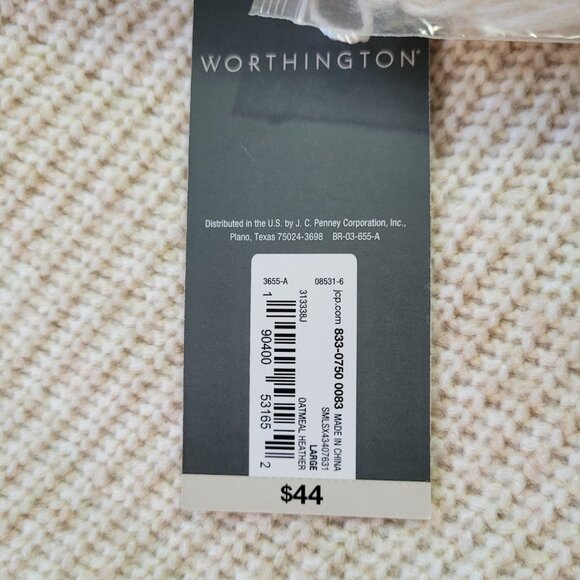 WORTHINGTON®
Distributed in the U.S. by J. C. Penney Corporation, Inc.,
Plano, Texas 75024-3698 BR-03-655-A
3655-A 08531-6
jcp.com 833-0750 0083 MADE IN CHINA
SMLSX43407631
LARGE
313338J OATMEAL HEATHER
1 90400 53165 2
$44